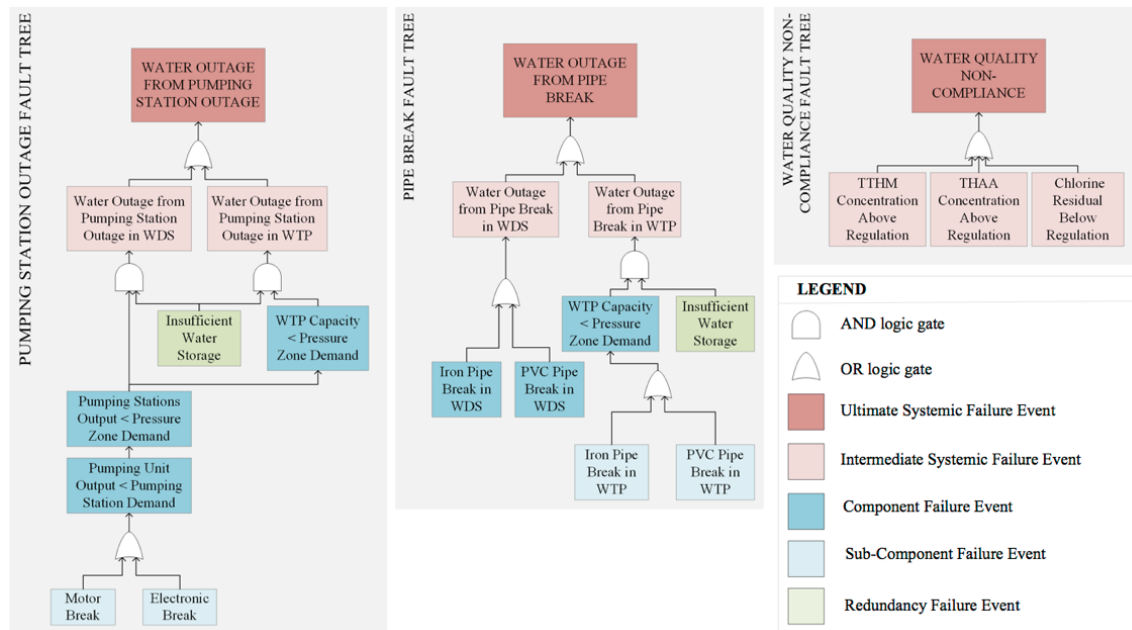 PUMPING STATION OUTAGE FAULT TREE
WATER OUTAGE
FROM PUMPING
STATION OUTAGE
Water Outage from
Pumping Station
Outage in WDS
Water Outage from
Pumping Station
Outage in WTP
Insufficient
Water
Storage
WTP Capacity
< Pressure
Zone Demand
Pumping Stations
Output < Pressure
Zone Demand
Pumping Unit
Output < Pumping
Station Demand
Motor
Break
Electronic
Break
PIPE BREAK FAULT TREE
WATER OUTAGE
FROM PIPE
BREAK
Water Outage
from Pipe Break
in WDS
Water Outage
from Pipe
Break in WTP
WTP Capacity
< Pressure
Zone Demand
Insufficient
Water
Storage
Iron Pipe
Break in
WDS
PVC Pipe
Break in
WDS
Iron Pipe
Break in
WTP
PVC Pipe
Break in
WTP
WATER QUALITY NON-
COMPLIANCE FAULT TREE
WATER QUALITY
NON-
COMPLIANCE
TTHM
Concentration
Above
Regulation
THAA
Concentration
Above
Regulation
Chlorine
Residual
Below
Regulation
LEGEND
AND logic gate
OR logic gate
Ultimate Systemic Failure Event
Intermediate Systemic Failure Event
Component Failure Event
Sub-Component Failure Event
Redundancy Failure Event